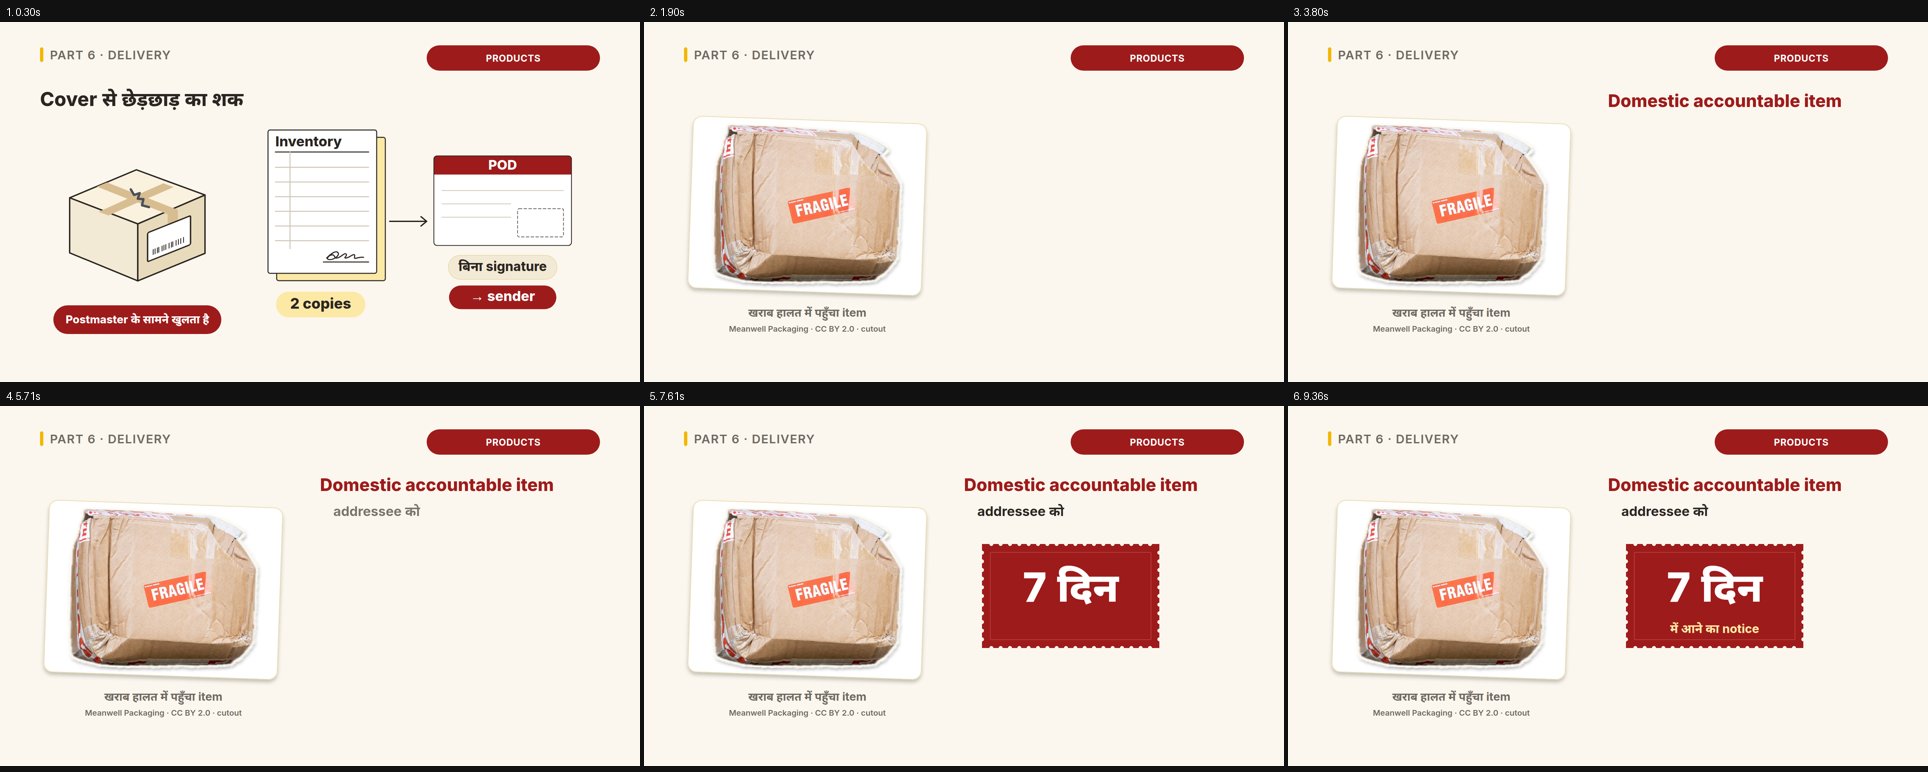 1. 0.30s
PART 6 · DELIVERY
PRODUCTS
Cover से छेड़छाड़ का शक
Inventory
POD
बिना signature
→ sender
2 copies
Postmaster के सामने खुलता है
2. 1.90s
PART 6 · DELIVERY
PRODUCTS
FRAGILE
खराब हालत में पहुँचा item
Meanwell Packaging · CC BY 2.0 · cutout
3. 3.80s
PART 6 · DELIVERY
PRODUCTS
Domestic accountable item
FRAGILE
खराब हालत में पहुँचा item
Meanwell Packaging · CC BY 2.0 · cutout
4. 5.71s
PART 6 · DELIVERY
PRODUCTS
Domestic accountable item
addressee को
FRAGILE
खराब हालत में पहुँचा item
Meanwell Packaging · CC BY 2.0 · cutout
5. 7.61s
PART 6 · DELIVERY
PRODUCTS
Domestic accountable item
addressee को
7 दिन
FRAGILE
खराब हालत में पहुँचा item
Meanwell Packaging · CC BY 2.0 · cutout
6. 9.36s
PART 6 · DELIVERY
PRODUCTS
Domestic accountable item
addressee को
7 दिन
में आने का notice
FRAGILE
खराब हालत में पहुँचा item
Meanwell Packaging · CC BY 2.0 · cutout